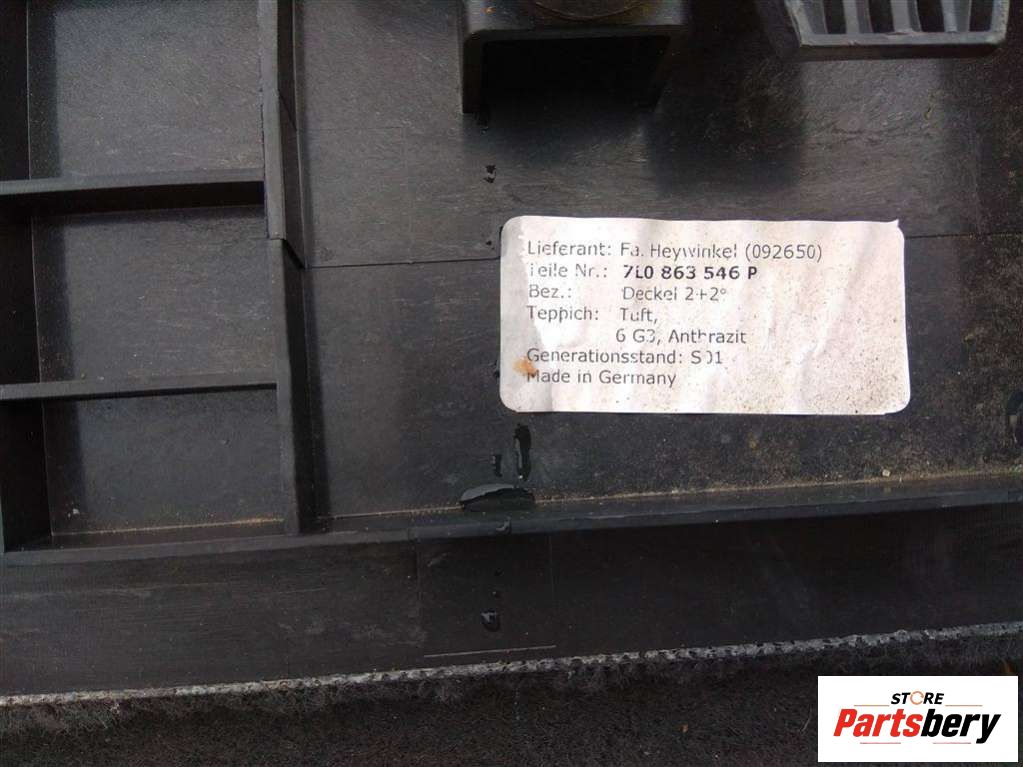 Lieferant: Fa. Heywinkel (092650)
Teile Nr.: 7L0 863 546 P
Bez.: Deckel 2+2°
Teppich: Tuft,
6 G3, Anthrazit
Generationsstand: S01
Made in Germany
STORE
Partsbery